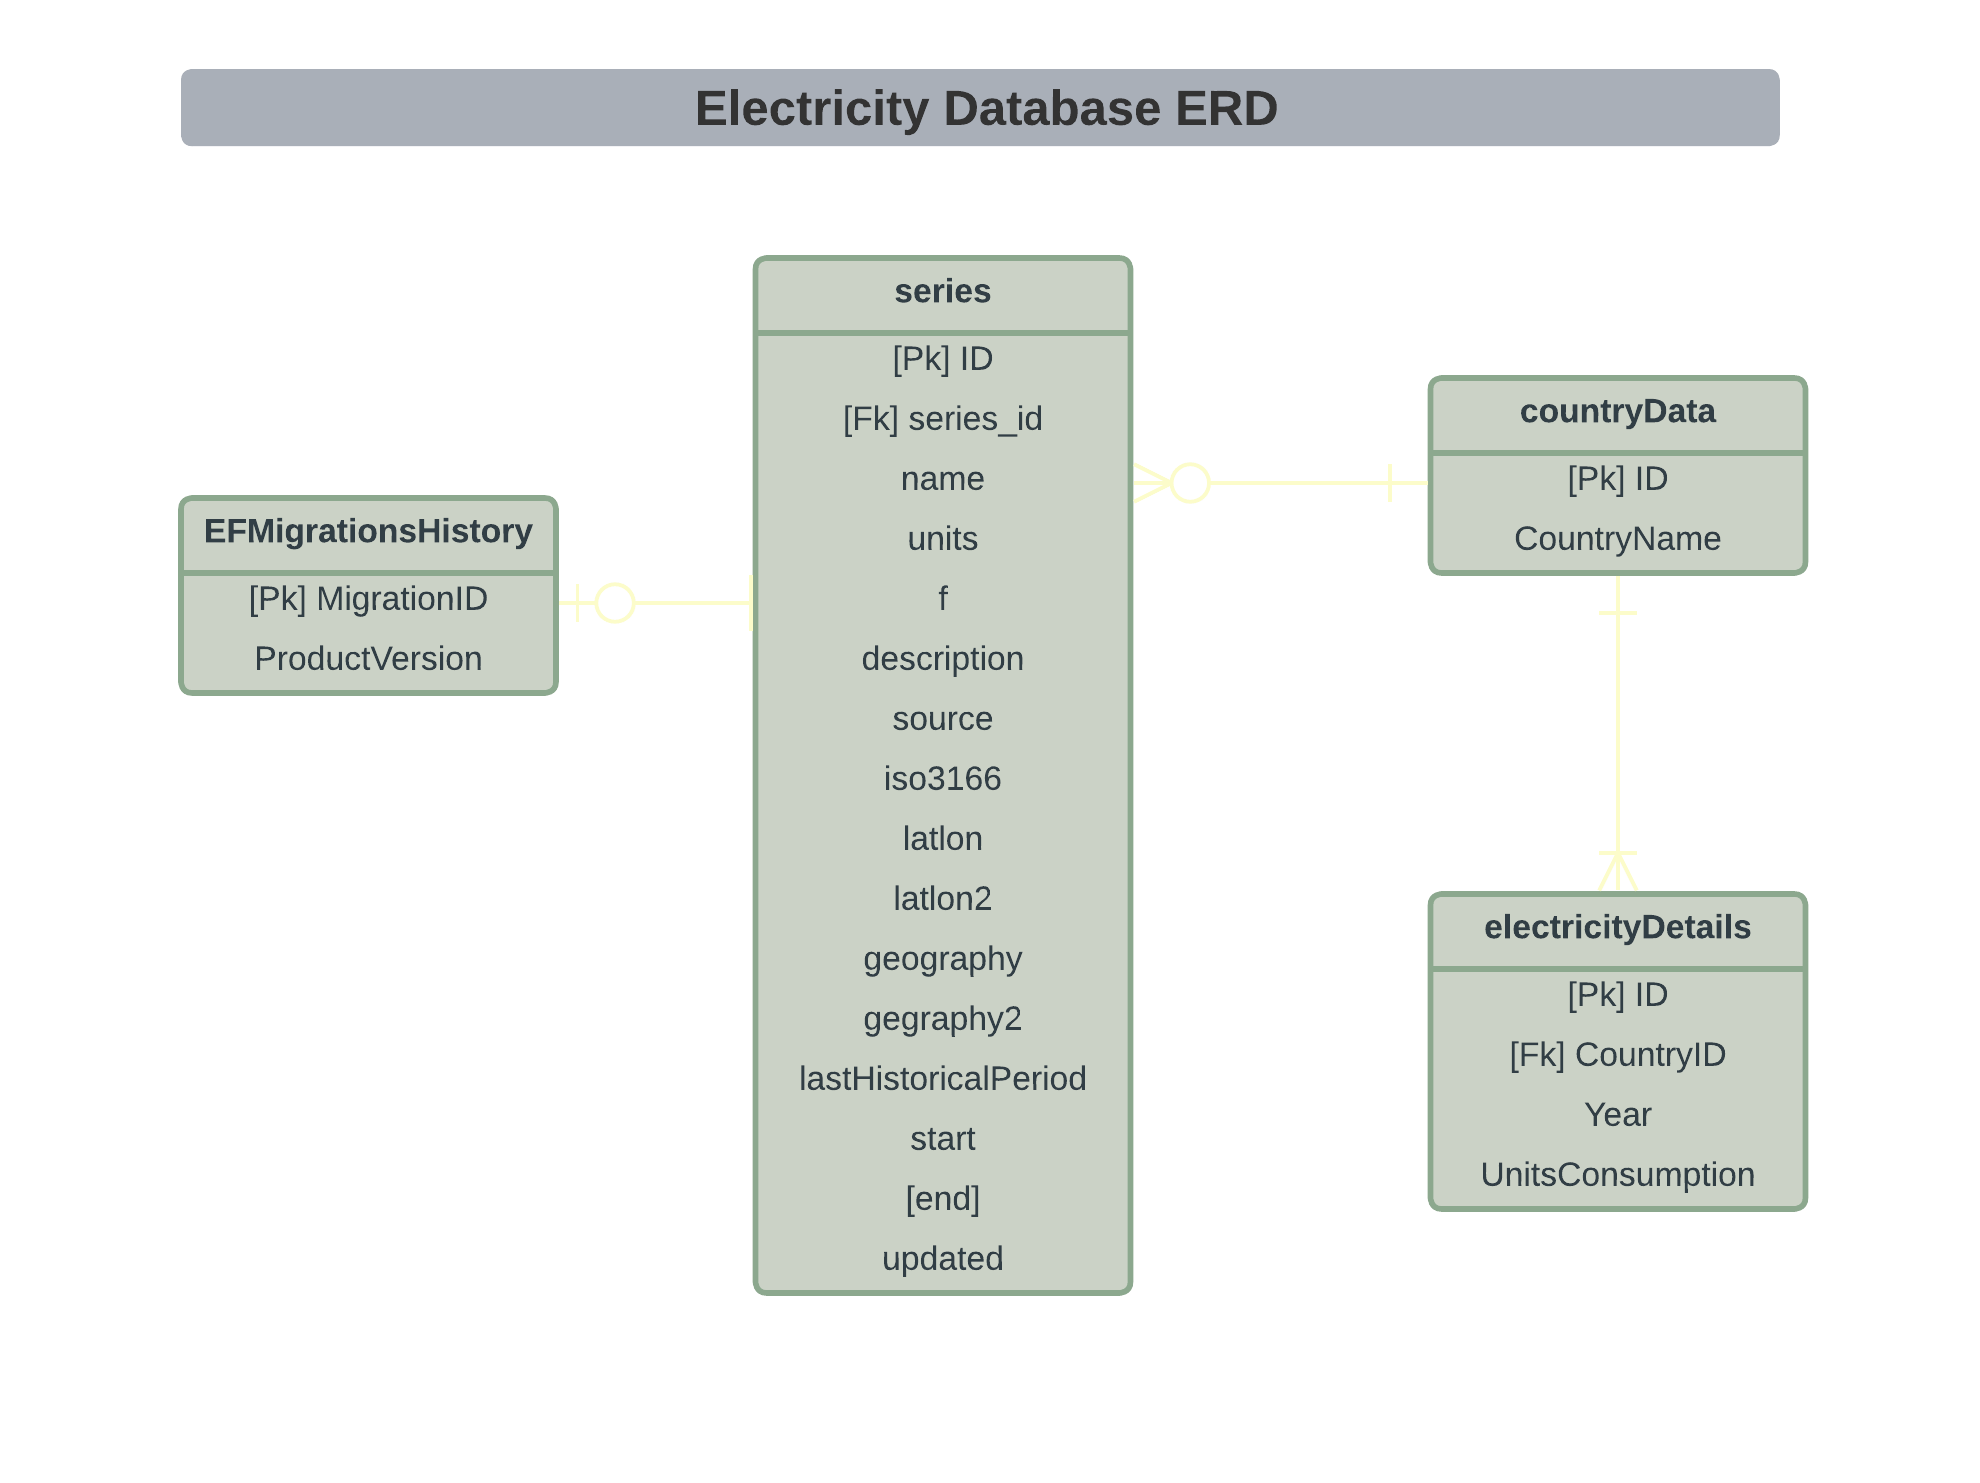 Electricity Database ERD
EFMigrationsHistory
[Pk] MigrationID
ProductVersion
series
[Pk] ID
[Fk] series_id
name
units
f
description
source
iso3166
latlon
latlon2
geography
gegraphy2
lastHistoricalPeriod
start
[end]
updated
countryData
[Pk] ID
CountryName
electricityDetails
[Pk] ID
[Fk] CountryID
Year
UnitsConsumption